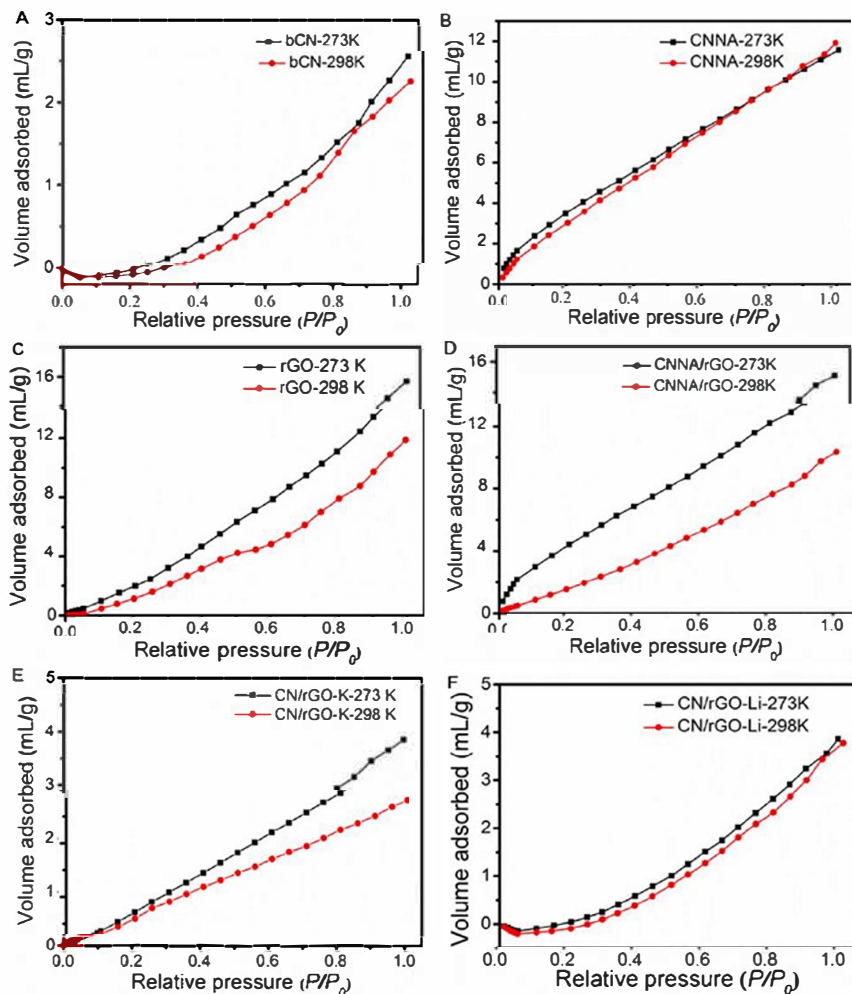 A
bCN-273K
bCN-298K
Volume adsorbed (mL/g)
3
2
1
0
0.0 0.2 0.4 0.6 0.8 1.0
Relative pressure (P/P0)
B
CNNA-273K
CNNA-298K
Volume adsorbed (mL/g)
12
10
8
6
4
2
0
0.0 0.2 0.4 0.6 0.8 1.0
Relative pressure (P/P0)
C
rGO-273 K
rGO-298 K
Volume adsorbed (mL/g)
16
12
8
4
0
0.0 0.2 0.4 0.6 0.8 1.0
Relative pressure (P/P0)
D
CNNA/rGO-273K
CNNA/rGO-298K
Volume adsorbed (mL/g)
16
12
8
4
0
0.0 0.2 0.4 0.6 0.8 1.0
Relative pressure (P/P0)
E
CN/rGO-K-273 K
CN/rGO-K-298 K
Volume adsorbed (mL/g)
5
4
3
2
1
0
0.0 0.2 0.4 0.6 0.8 1.0
Relative pressure (P/P0)
F
CN/rGO-Li-273K
CN/rGO-Li-298K
Volume adsorbed (mL/g)
5
4
3
2
1
0
0.0 0.2 0.4 0.6 0.8 1.0
Relative pressure (P/P0)